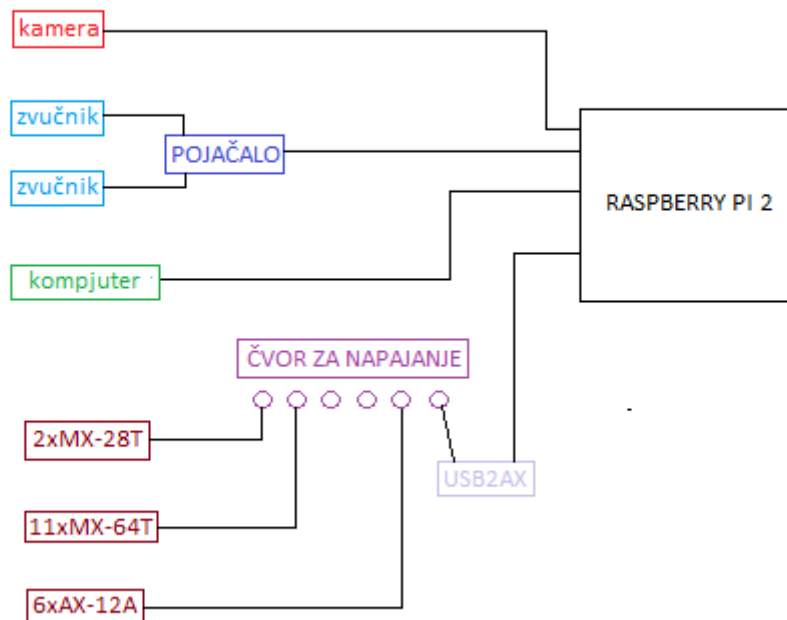 kamera
zvučnik
POJAČALO
zvučnik
RASPBERRY PI 2
kompjuter
ČVOR ZA NAPAJANJE
2xMX-28T
USB2AX
11xMX-64T
6xAX-12A